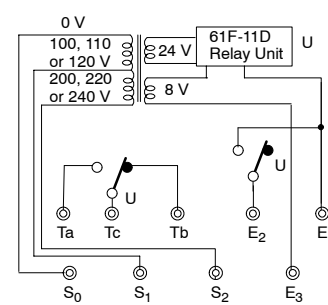 0 V
100, 110
or 120 V
200, 220
or 240 V
24 V
8 V
61F-11D
Relay Unit
U
U
U
Ta Tc Tb E2 E1
S0 S1 S2 E3